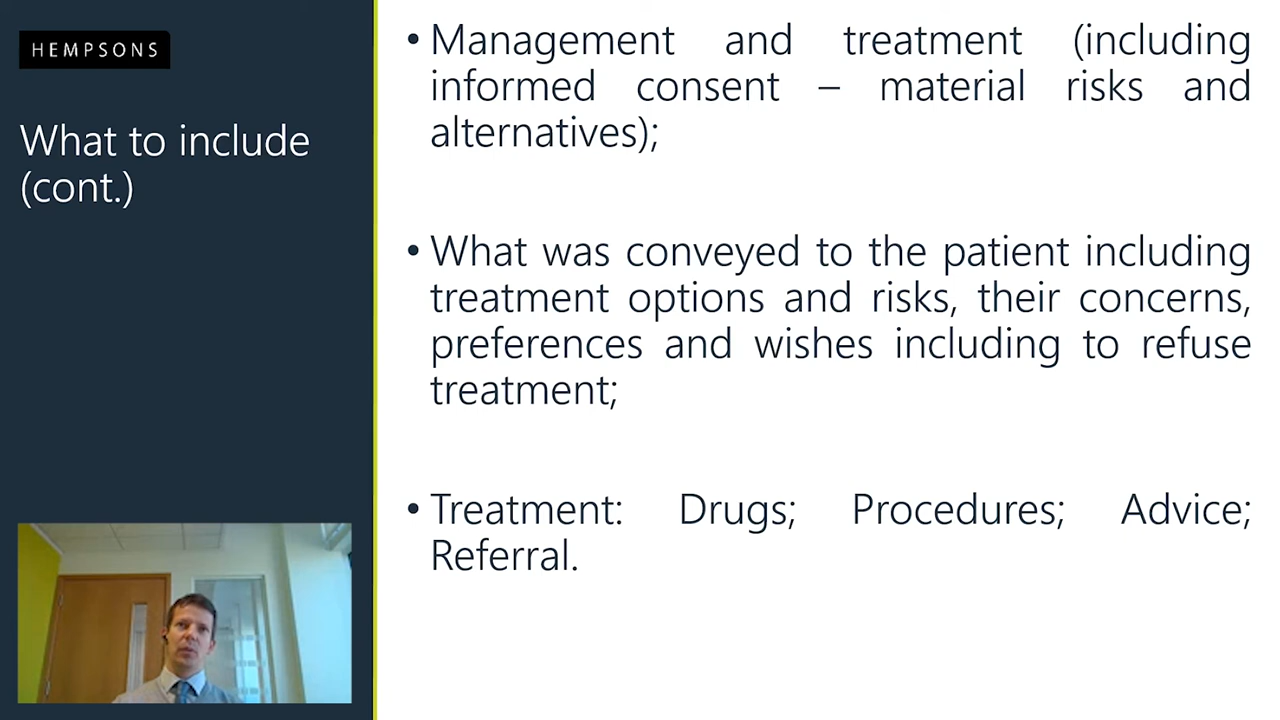 HEMPSONS
What to include
(cont.)
• Management and treatment (including
informed consent – material risks and
alternatives);
• What was conveyed to the patient including
treatment options and risks, their concerns,
preferences and wishes including to refuse
treatment;
• Treatment: Drugs; Procedures; Advice;
Referral.